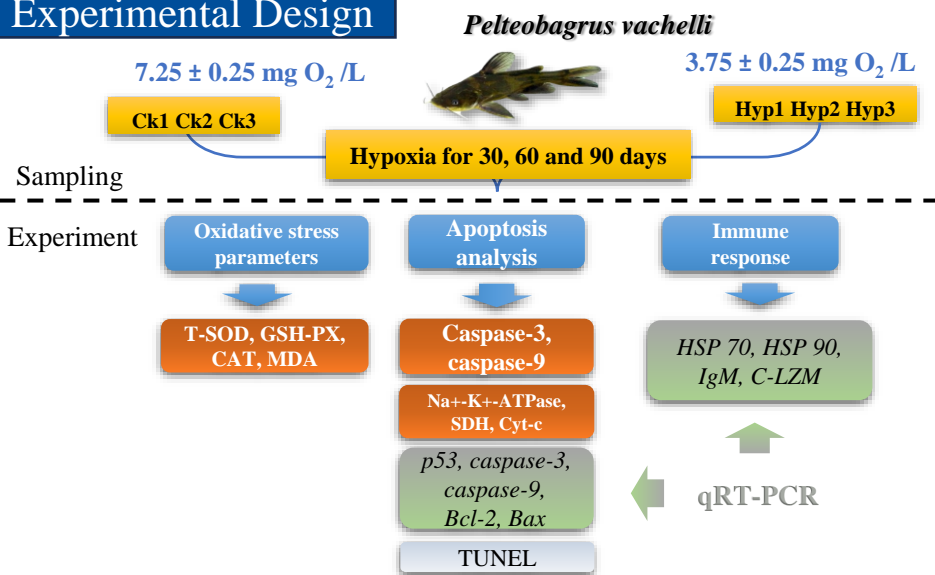 Experimental Design
Pelteobagrus vachelli
7.25 ± 0.25 mg O₂ /L
3.75 ± 0.25 mg O₂ /L
Ck1 Ck2 Ck3
Hyp1 Hyp2 Hyp3
Hypoxia for 30, 60 and 90 days
Sampling
Experiment
Oxidative stress
parameters
Apoptosis
analysis
Immune
response
T-SOD, GSH-PX,
CAT, MDA
Caspase-3,
caspase-9
HSP 70, HSP 90,
IgM, C-LZM
Na+-K+-ATPase,
SDH, Cyt-c
p53, caspase-3,
caspase-9,
Bcl-2, Bax
qRT-PCR
TUNEL